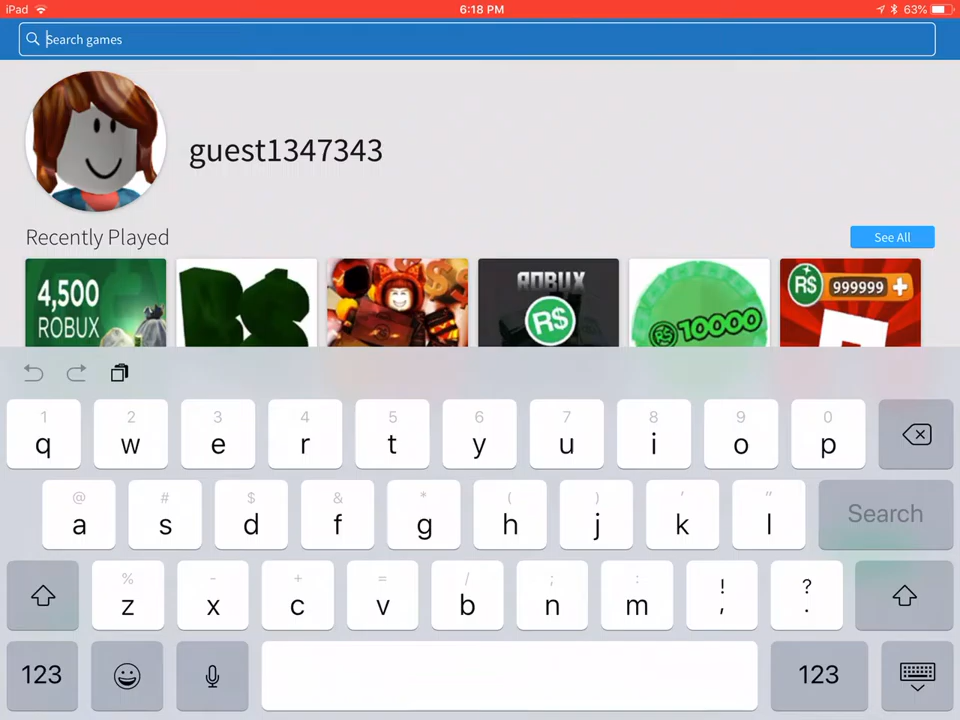 iPad 6:18 PM 63%
Search games
guest1347343
Recently Played See All
4,500
ROBUX
R$
ROBUX
R$
R$ 10000
R$ 999999 +
1 2 3 4 5 6 7 8 9 0
q w e r t y u i o p
@ # $ & * ( ) ' "
a s d f g h j k l Search
% - + = / ; : ! ?
z x c v b n m , .
123 123